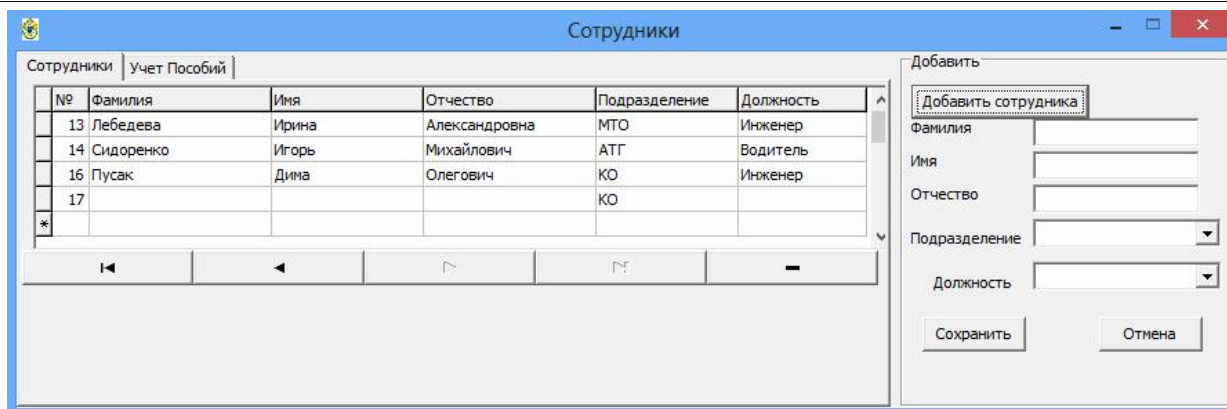 Сотрудники
Сотрудники Учет Пособий
№ Фамилия Имя Отчество Подразделение Должность
13 Лебедева Ирина Александровна МТО Инженер
14 Сидоренко Игорь Михайлович АТГ Водитель
16 Пусак Дима Олегович КО Инженер
17 КО
*
Добавить
Добавить сотрудника
Фамилия
Имя
Отчество
Подразделение
Должность
Сохранить Отмена